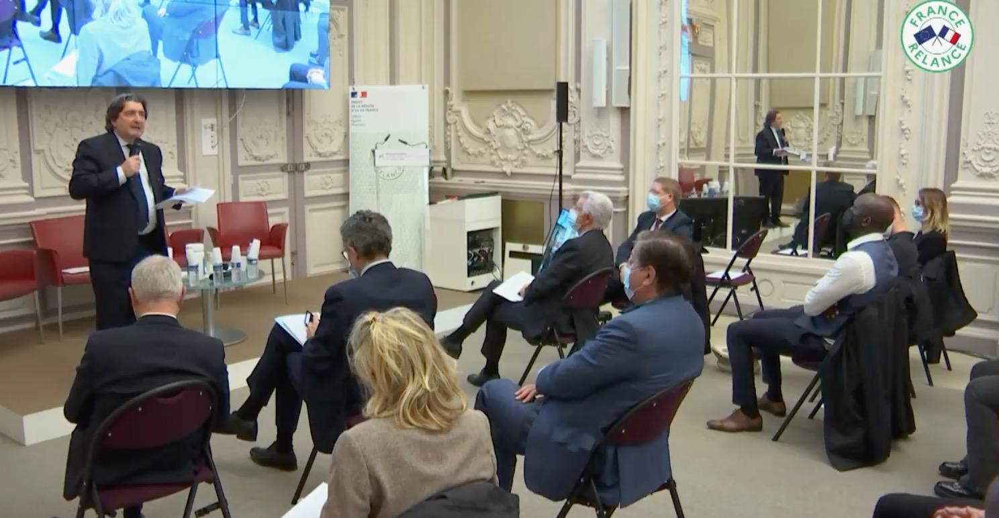 FRANCE
RELANCE
PRÉFET
DE LA RÉGION
D'ÎLE-DE-FRANCE
Liberté
Égalité
Fraternité